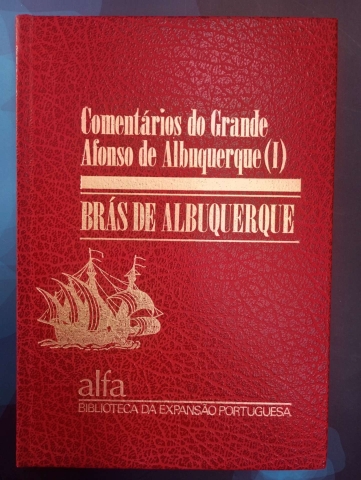 Comentários do Grande
Afonso de Albuquerque (I)
BRÁS DE ALBUQUERQUE
alfa
BIBLIOTECA DA EXPANSÃO PORTUGUESA